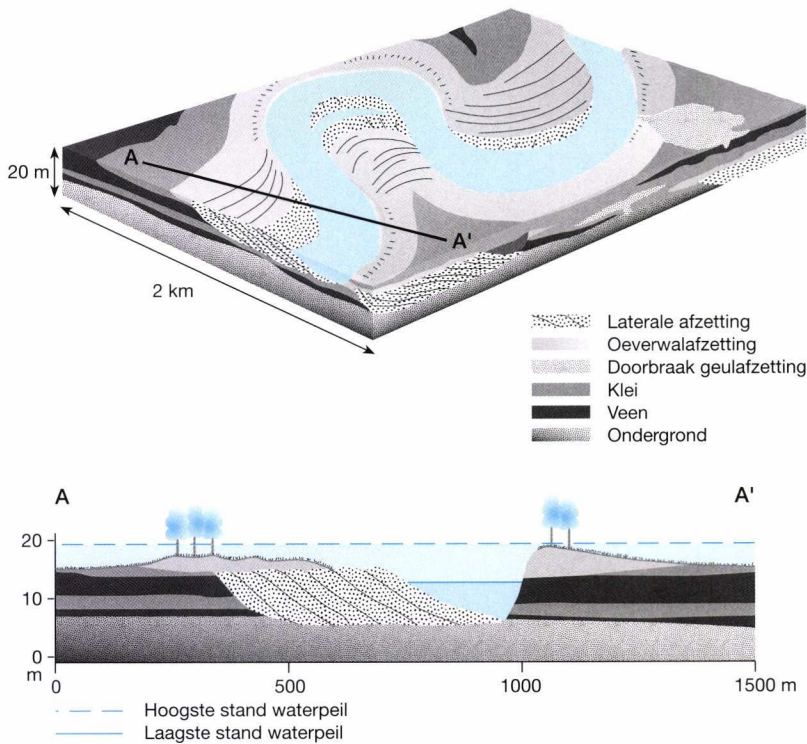 20 m
A
A'
2 km
Laterale afzetting
Oeverwalafzetting
Doorbraak geulafzetting
Klei
Veen
Ondergrond
A
A'
20
10
0
m
0
500
1000
1500 m
Hoogste stand waterpeil
Laagste stand waterpeil